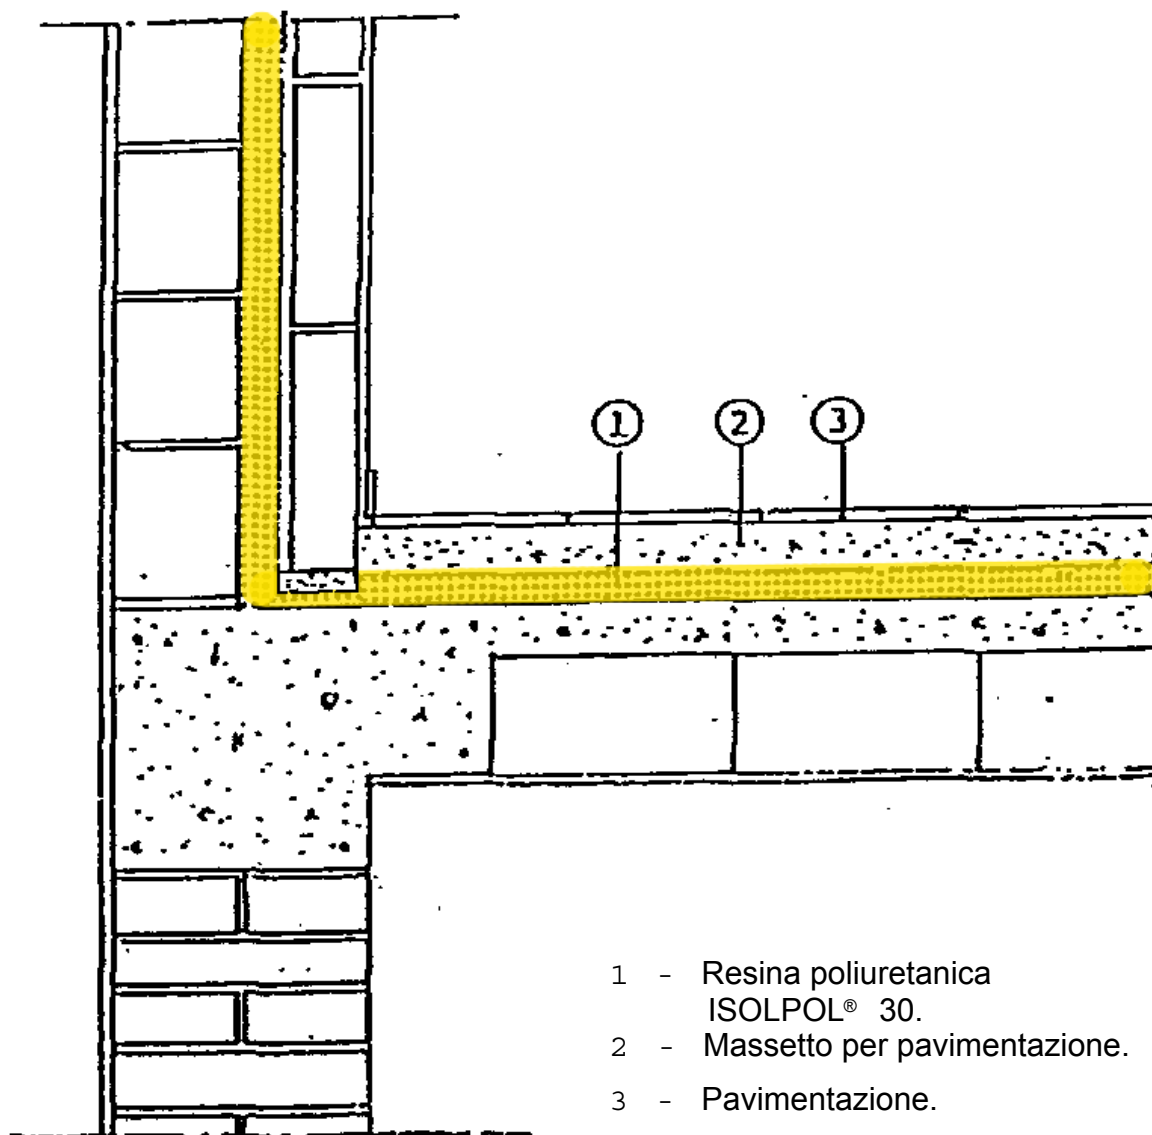 1 2 3
1 - Resina poliuretanica
ISOLPOL® 30.
2 - Massetto per pavimentazione.
3 - Pavimentazione.